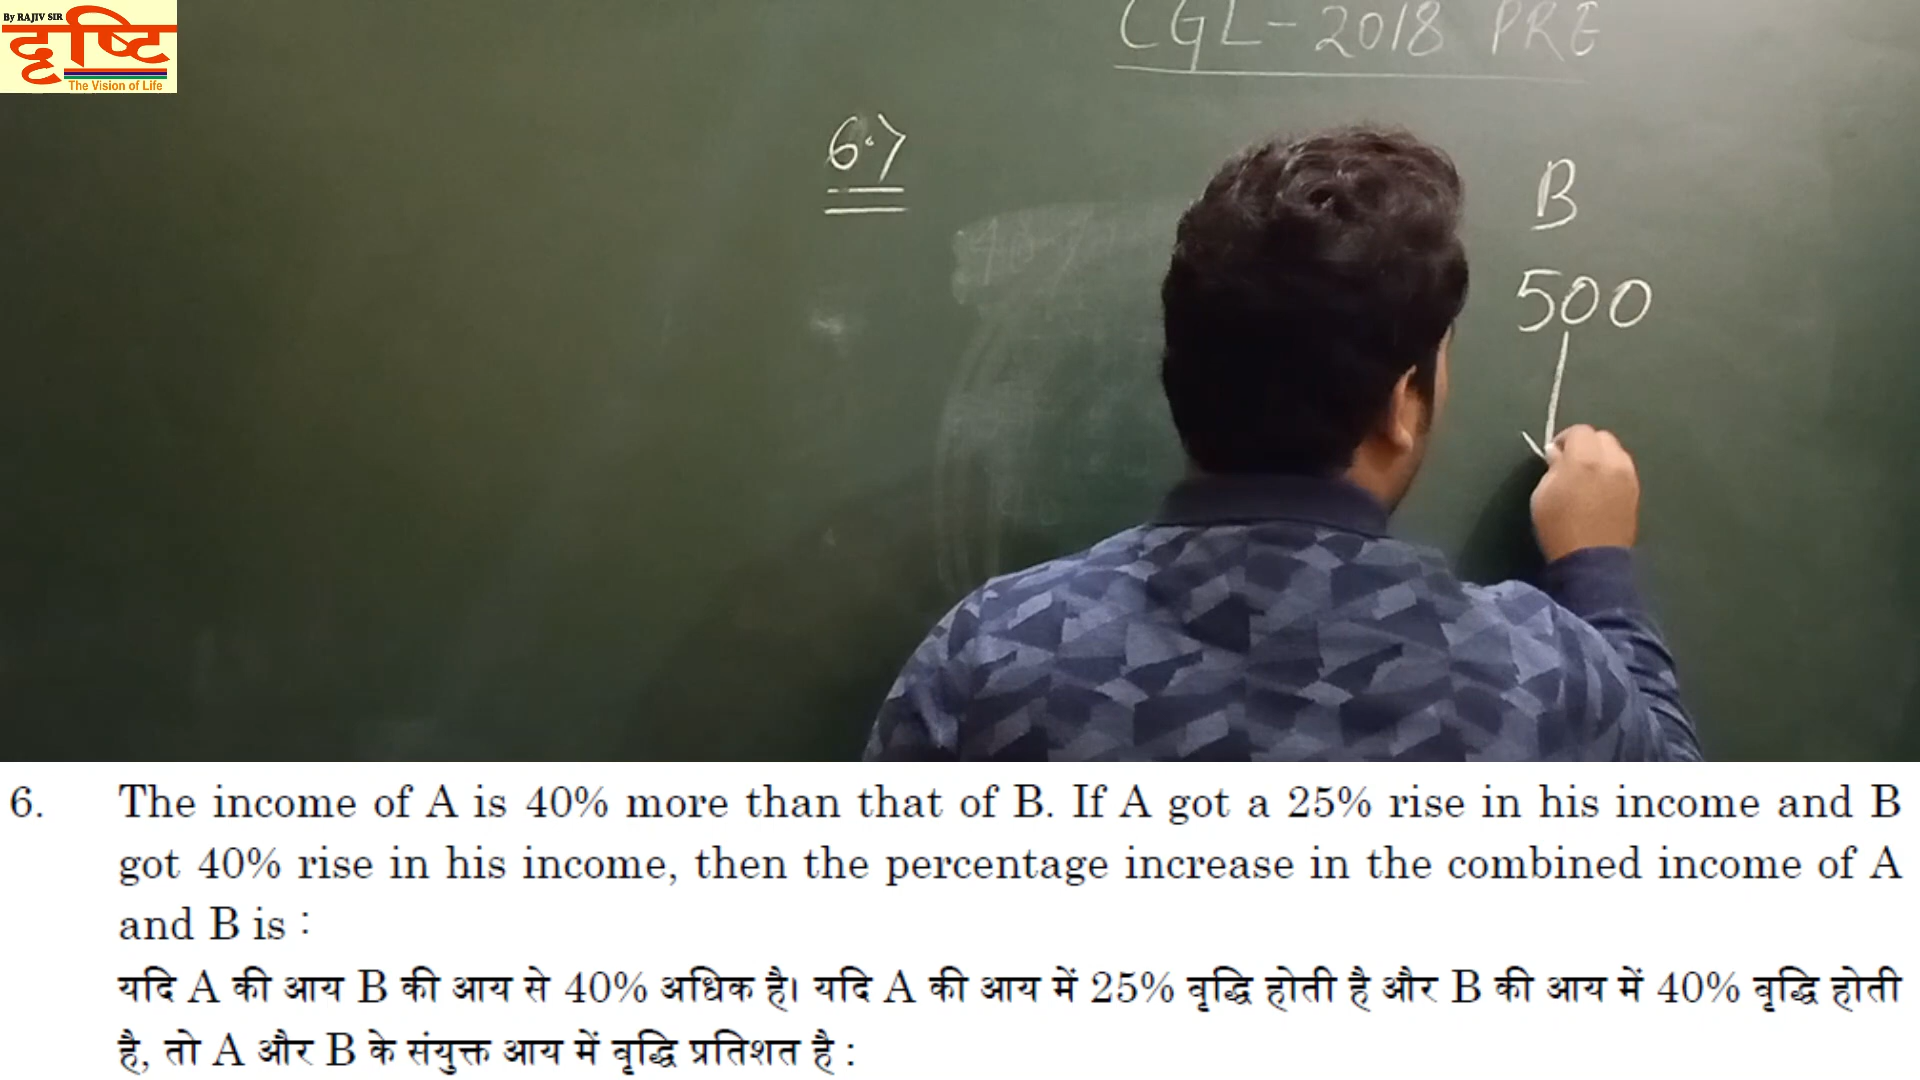 By RAJIV SIR
दृष्टि
The Vision of Life
CGL-2018 PRE
6.>
B
500
6. The income of A is 40% more than that of B. If A got a 25% rise in his income and B
got 40% rise in his income, then the percentage increase in the combined income of A
and B is :
यदि A की आय B की आय से 40% अधिक है। यदि A की आय में 25% वृद्धि होती है और B की आय में 40% वृद्धि होती
है, तो A और B के संयुक्त आय में वृद्धि प्रतिशत है :